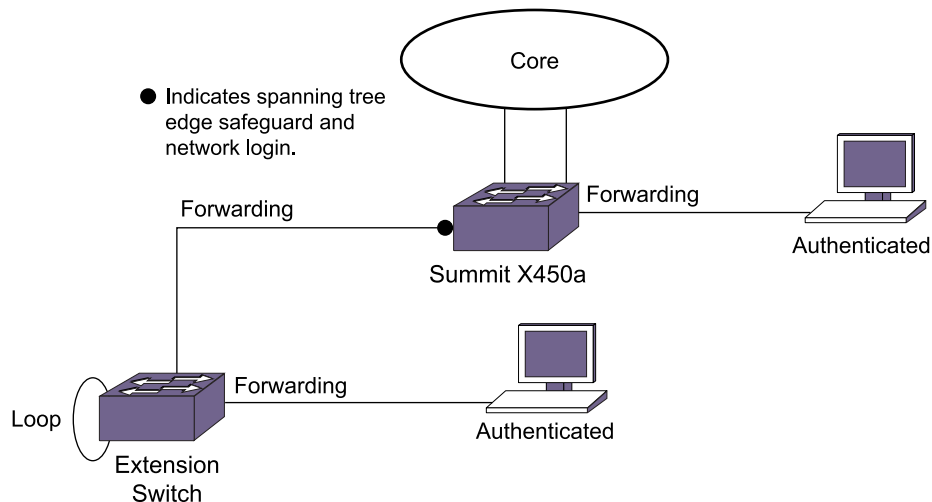 Core
Indicates spanning tree
edge safeguard and
network login.
Forwarding
Forwarding
Authenticated
Summit X450a
Forwarding
Loop
Authenticated
Extension
Switch